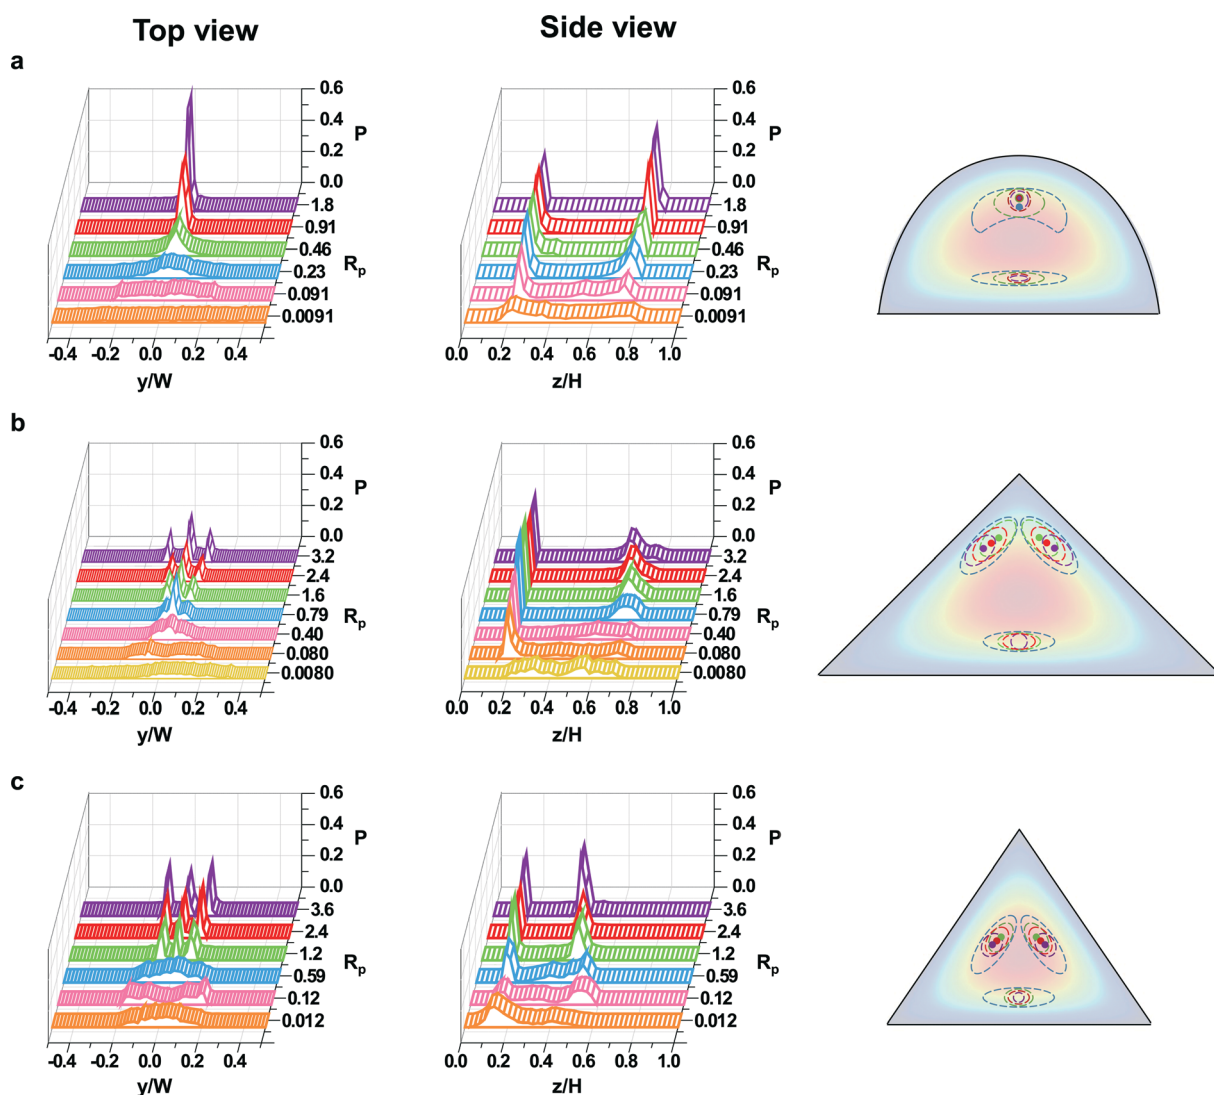 Top view
Side view
a
0.6
0.4
P
0.2
0.0
1.8
0.91
0.46
0.23
Rp
0.091
0.0091
-0.4 -0.2 0.0 0.2 0.4
y/W
0.6
0.4
P
0.2
0.0
1.8
0.91
0.46
0.23
Rp
0.091
0.0091
0.0 0.2 0.4 0.6 0.8 1.0
z/H
b
0.6
0.4
P
0.2
0.0
3.2
2.4
1.6
0.79
Rp
0.40
0.080
0.0080
-0.4 -0.2 0.0 0.2 0.4
y/W
0.6
0.4
P
0.2
0.0
3.2
2.4
1.6
0.79
Rp
0.40
0.080
0.0080
0.0 0.2 0.4 0.6 0.8 1.0
z/H
c
0.6
0.4
P
0.2
0.0
3.6
2.4
1.2
Rp
0.59
0.12
0.012
-0.4 -0.2 0.0 0.2 0.4
y/W
0.6
0.4
P
0.2
0.0
3.6
2.4
1.2
Rp
0.59
0.12
0.012
0.0 0.2 0.4 0.6 0.8 1.0
z/H